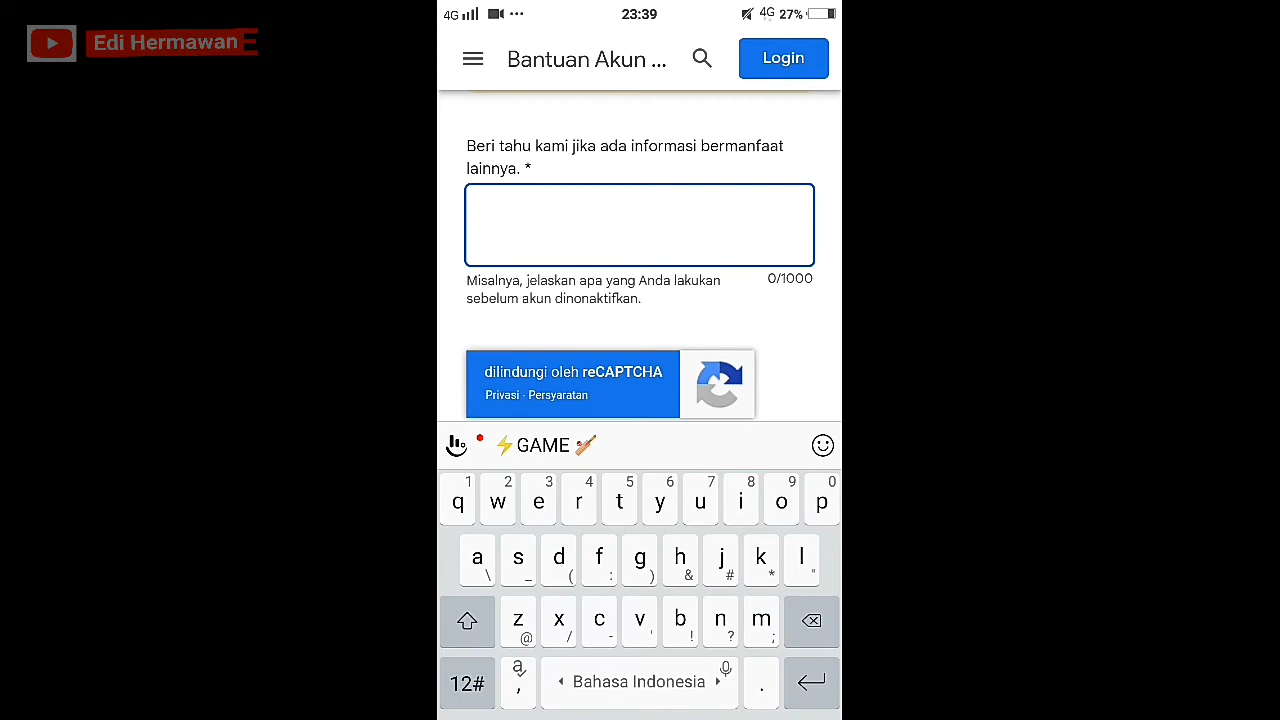 Edi Hermawan
4G 23:39 4G 27%
Bantuan Akun ... Login
Beri tahu kami jika ada informasi bermanfaat
lainnya. *
Misalnya, jelaskan apa yang Anda lakukan 0/1000
sebelum akun dinonaktifkan.
dilindungi oleh reCAPTCHA
Privasi - Persyaratan
⚡GAME 🏏
1 2 3 4 5 6 7 8 9 0
q w e r t y u i o p
a s d f g h j k l
\ _ ( : ) & # * "
z x c v b n m
@ / - ' ! ? ;
12# a , Bahasa Indonesia .